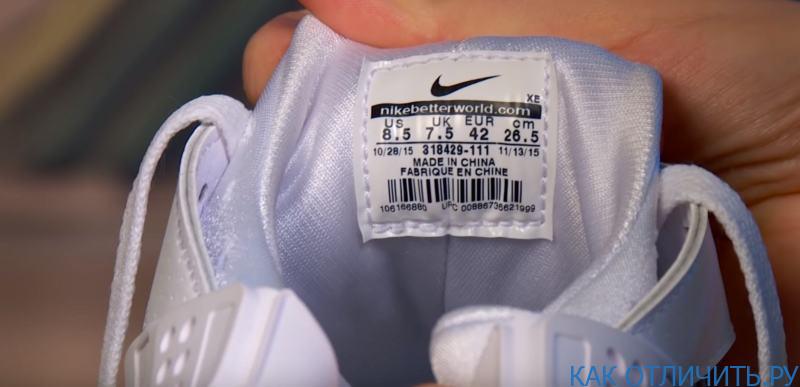 XE
nikebetterworld.com
US UK EUR cm
8.5 7.5 42 26.5
10/28/15 318429-111 11/13/15
MADE IN CHINA
FABRIQUE EN CHINE
106166880 UPC 00886736621999
КАК ОТЛИЧИТЬ.РУ